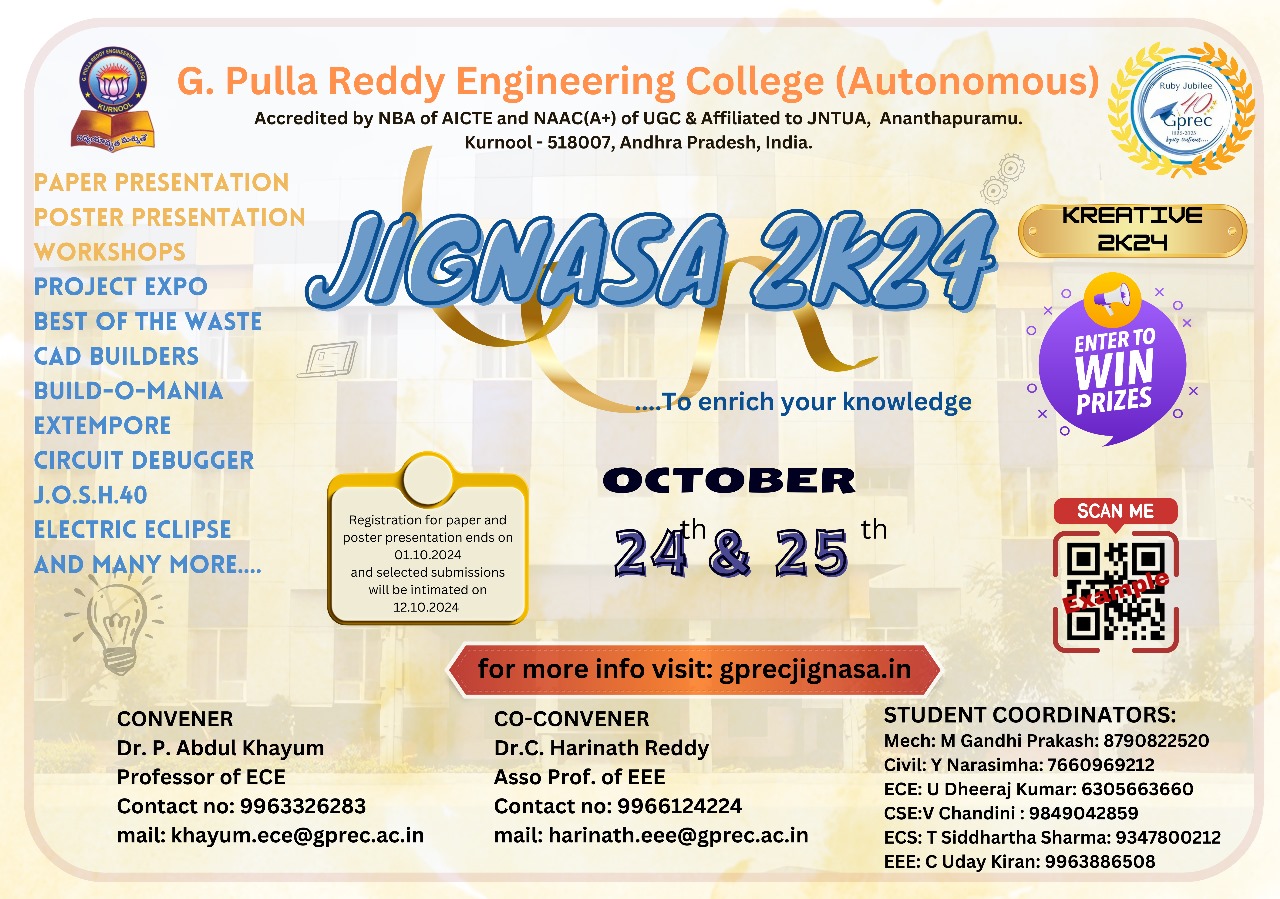 G. PULLA REDDY ENGINEERING COLLEGE
KURNOOL
G. Pulla Reddy Engineering College (Autonomous)
Accredited by NBA of AICTE and NAAC(A+) of UGC & Affiliated to JNTUA, Ananthapuramu.
Kurnool - 518007, Andhra Pradesh, India.
Ruby Jubilee
40
Gprec
PAPER PRESENTATION
POSTER PRESENTATION
WORKSHOPS
PROJECT EXPO
BEST OF THE WASTE
CAD BUILDERS
BUILD-O-MANIA
EXTEMPORE
CIRCUIT DEBUGGER
J.O.S.H.40
ELECTRIC ECLIPSE
AND MANY MORE....
JIGNASA 2K24
....To enrich your knowledge
KREATIVE
2K24
ENTER TO
WIN
PRIZES
OCTOBER
24th & 25 th
Registration for paper and
poster presentation ends on
01.10.2024
and selected submissions
will be intimated on
12.10.2024
SCAN ME
Example
for more info visit: gprecjignasa.in
CONVENER
Dr. P. Abdul Khayum
Professor of ECE
Contact no: 9963326283
mail: khayum.ece@gprec.ac.in
CO-CONVENER
Dr.C. Harinath Reddy
Asso Prof. of EEE
Contact no: 9966124224
mail: harinath.eee@gprec.ac.in
STUDENT COORDINATORS:
Mech: M Gandhi Prakash: 8790822520
Civil: Y Narasimha: 7660969212
ECE: U Dheeraj Kumar: 6305663660
CSE:V Chandini : 9849042859
ECS: T Siddhartha Sharma: 9347800212
EEE: C Uday Kiran: 9963886508